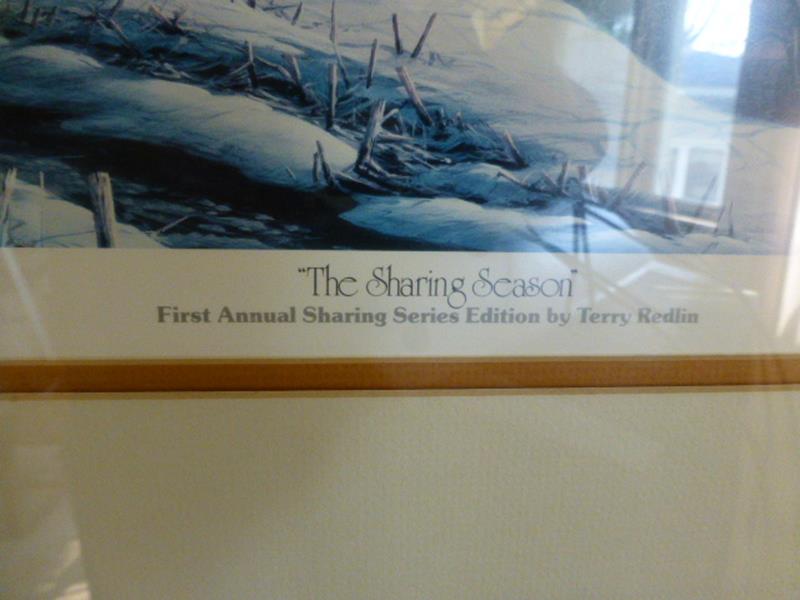 "The Sharing Season"
First Annual Sharing Series Edition by Terry Redlin